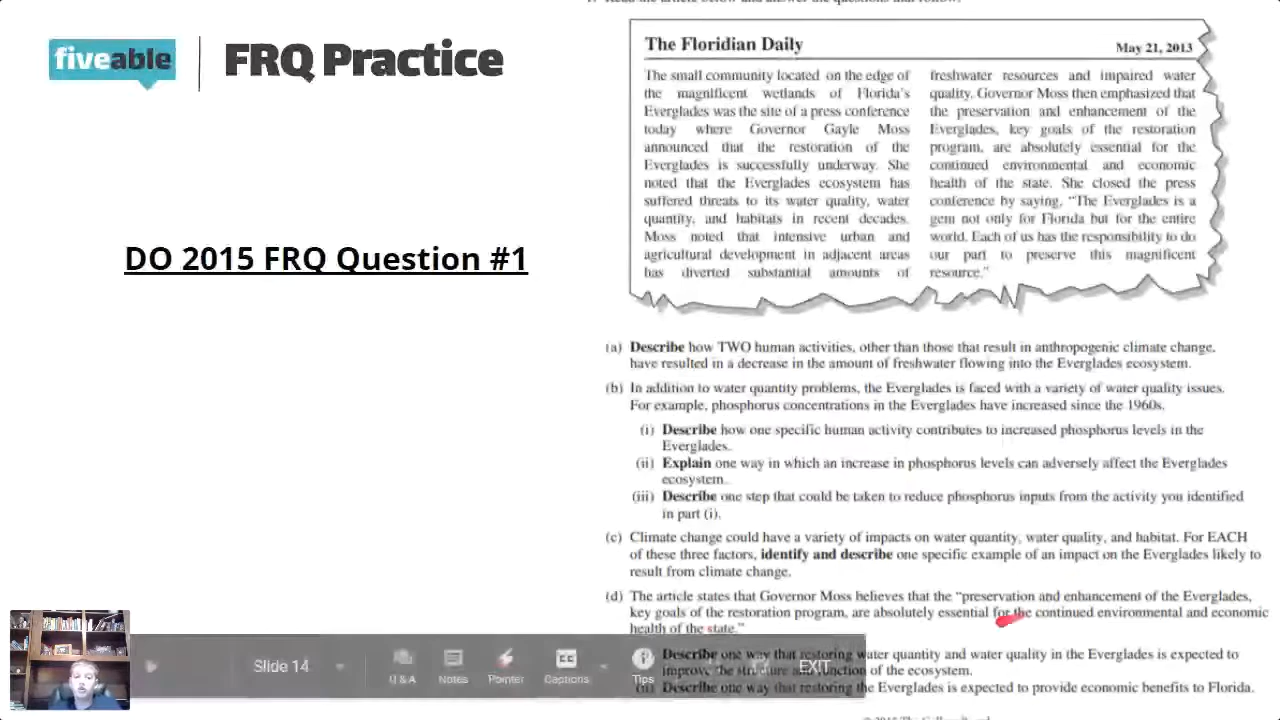 fiveable
FRQ Practice
DO 2015 FRQ Question #1
The Floridian Daily
May 21, 2013
The small community located on the edge of
the magnificent wetlands of Florida's
Everglades was the site of a press conference
today where Governor Gayle Moss
announced that the restoration of the
Everglades is successfully underway. She
noted that the Everglades ecosystem has
suffered threats to its water quality, water
quantity, and habitats in recent decades.
Moss noted that intensive urban and
agricultural development in adjacent areas
has diverted substantial amounts of
freshwater resources and impaired water
quality. Governor Moss then emphasized that
the preservation and enhancement of the
Everglades, key goals of the restoration
program, are absolutely essential for the
continued environmental and economic
health of the state. She closed the press
conference by saying, "The Everglades is a
gem not only for Florida but for the entire
world. Each of us has the responsibility to do
our part to preserve this magnificent
resource."
(a) Describe how TWO human activities, other than those that result in anthropogenic climate change,
have resulted in a decrease in the amount of freshwater flowing into the Everglades ecosystem.
(b) In addition to water quantity problems, the Everglades is faced with a variety of water quality issues.
For example, phosphorus concentrations in the Everglades have increased since the 1960s.
(i) Describe how one specific human activity contributes to increased phosphorus levels in the
Everglades.
(ii) Explain one way in which an increase in phosphorus levels can adversely affect the Everglades
ecosystem.
(iii) Describe one step that could be taken to reduce phosphorus inputs from the activity you identified
in part (i).
(c) Climate change could have a variety of impacts on water quantity, water quality, and habitat. For EACH
of these three factors, identify and describe one specific example of an impact on the Everglades likely to
result from climate change.
(d) The article states that Governor Moss believes that the "preservation and enhancement of the Everglades,
key goals of the restoration program, are absolutely essential for the continued environmental and economic
health of the state."
Describe one way that restoring water quantity and water quality in the Everglades is expected to
improve the structure and function of the ecosystem.
Describe one way that restoring the Everglades is expected to provide economic benefits to Florida.
Slide 14
Q & A
Notes
Pointer
Captions
Tips
EXIT